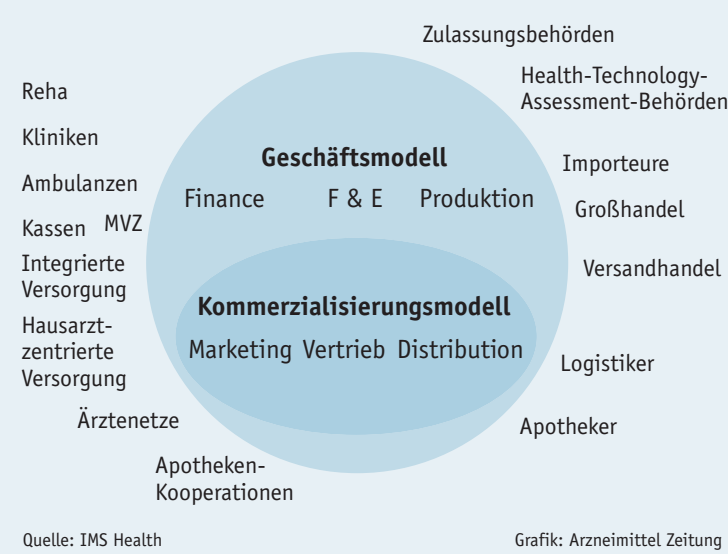 Zulassungsbehörden
Health-Technology-
Assessment-Behörden
Importeure
Großhandel
Versandhandel
Logistiker
Apotheker
Reha
Kliniken
Ambulanzen
Kassen MVZ
Integrierte
Versorgung
Hausarzt-
zentrierte
Versorgung
Ärztenetze
Apotheken-
Kooperationen
Geschäftsmodell
Finance F & E Produktion
Kommerzialisierungsmodell
Marketing Vertrieb Distribution
Quelle: IMS Health
Grafik: Arzneimittel Zeitung